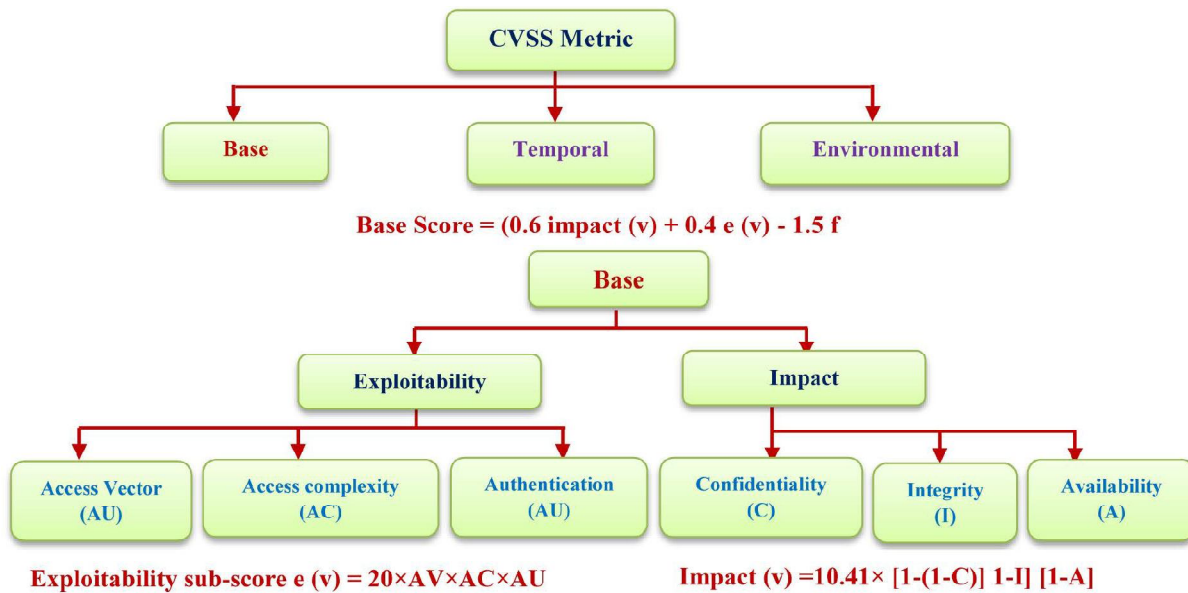 CVSS Metric
Base
Temporal
Environmental
Base Score = (0.6 impact (v) + 0.4 e (v) - 1.5 f
Base
Exploitability
Impact
Access Vector
(AU)
Access complexity
(AC)
Authentication
(AU)
Confidentiality
(C)
Integrity
(I)
Availability
(A)
Exploitability sub-score e (v) = 20×AV×AC×AU
Impact (v) =10.41× [1-(1-C)] 1-I] [1-A]